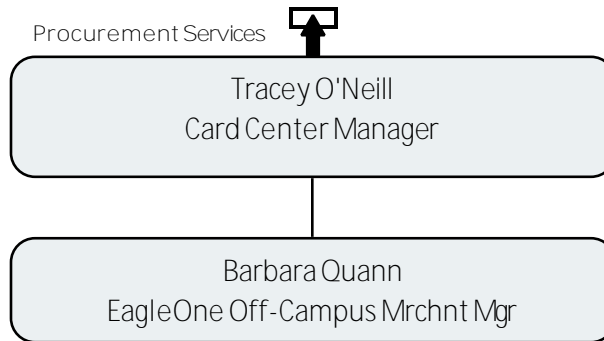 Procurement Services
Tracey O'Neill
Card Center Manager
Barbara Quann
EagleOne Off-Campus Mrchnt Mgr